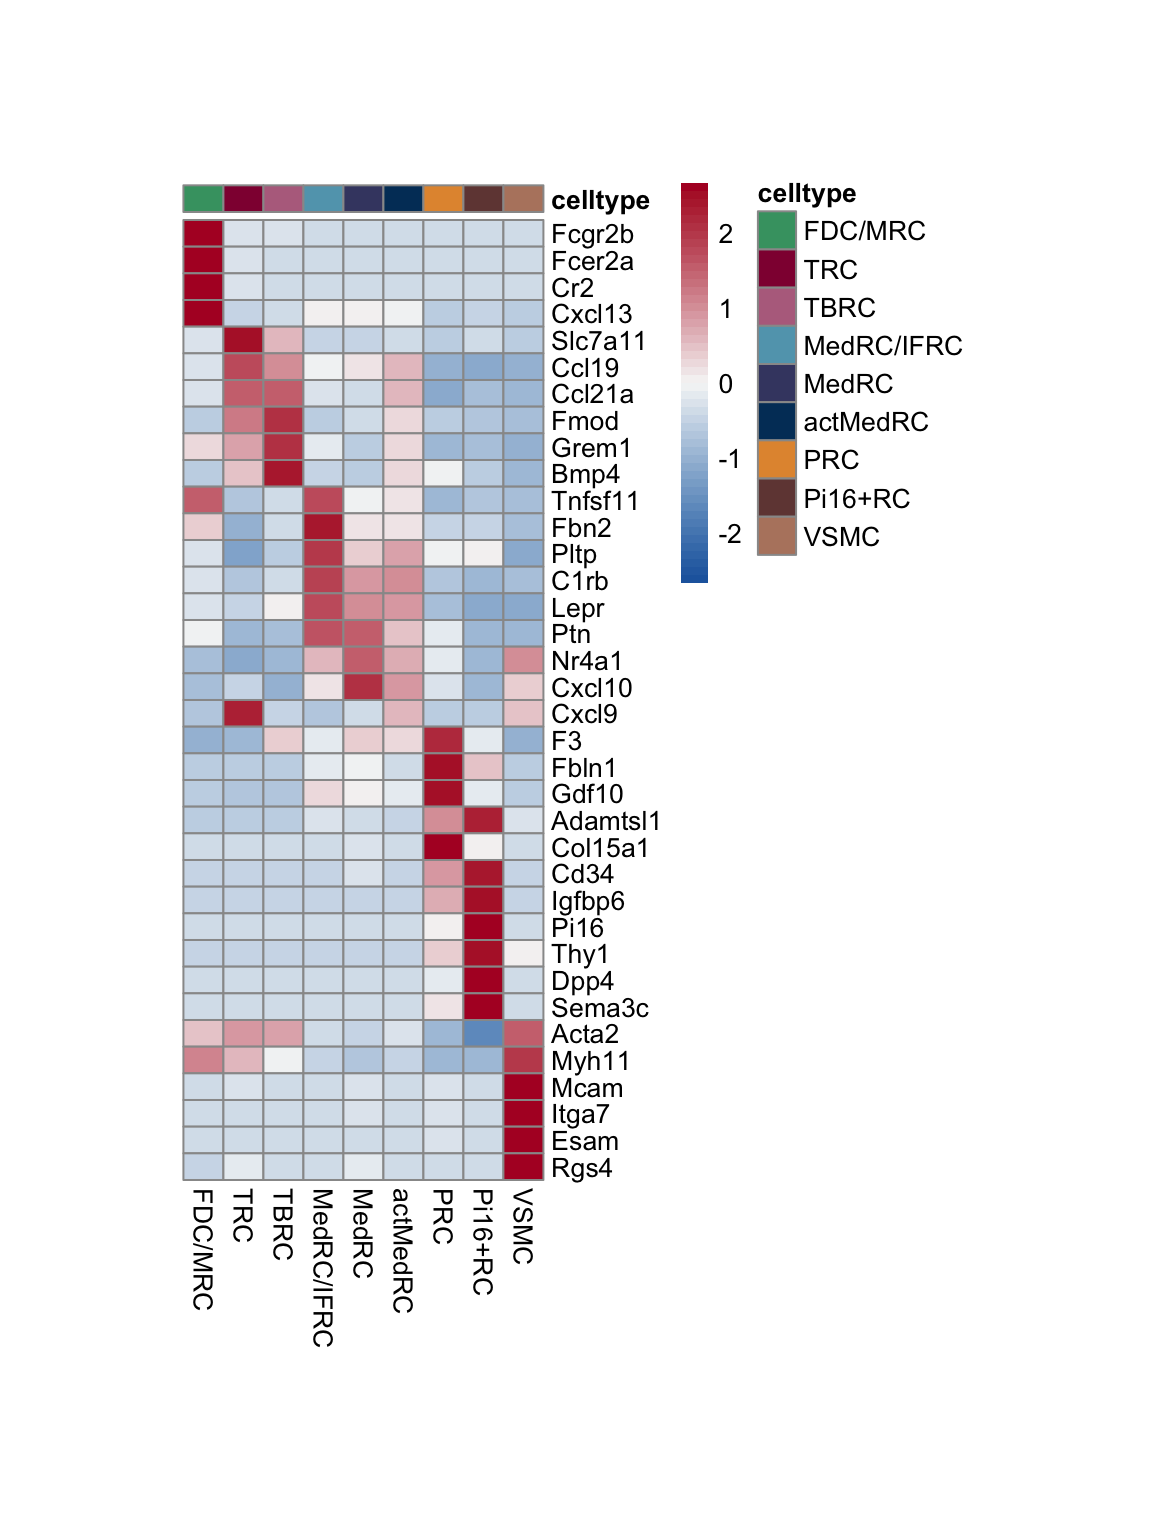 celltype
Fcgr2b
Fcer2a
Cr2
Cxcl13
Slc7a11
Ccl19
Ccl21a
Fmod
Grem1
Bmp4
Tnfsf11
Fbn2
Pltp
C1rb
Lepr
Ptn
Nr4a1
Cxcl10
Cxcl9
F3
Fbln1
Gdf10
Adamtsl1
Col15a1
Cd34
Igfbp6
Pi16
Thy1
Dpp4
Sema3c
Acta2
Myh11
Mcam
Itga7
Esam
Rgs4
FDC/MRC
TRC
TBRC
MedRC/IFRC
MedRC
actMedRC
PRC
Pi16+RC
VSMC
2
1
0
-1
-2
celltype
FDC/MRC
TRC
TBRC
MedRC/IFRC
MedRC
actMedRC
PRC
Pi16+RC
VSMC